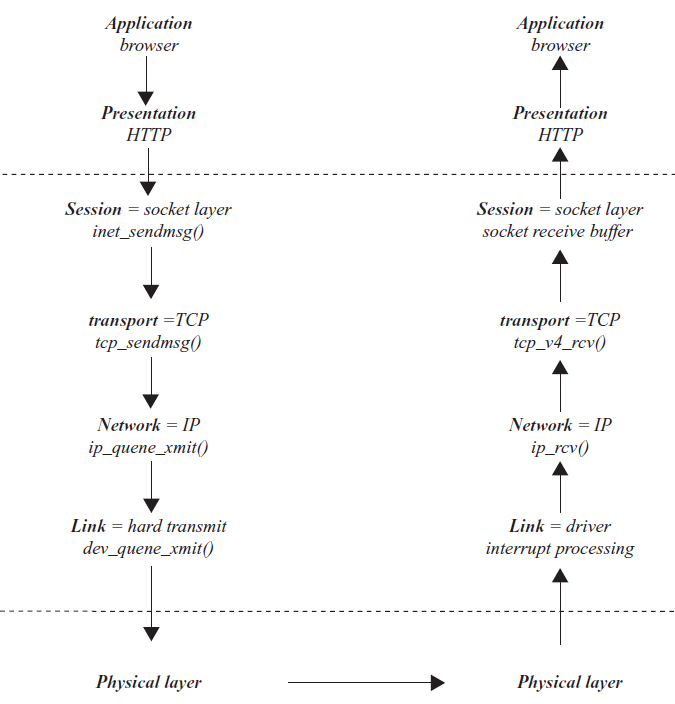 Application
browser
Presentation
HTTP
Session = socket layer
inet_sendmsg()
transport =TCP
tcp_sendmsg()
Network = IP
ip_quene_xmit()
Link = hard transmit
dev_quene_xmit()
Physical layer
Application
browser
Presentation
HTTP
Session = socket layer
socket receive buffer
transport =TCP
tcp_v4_rcv()
Network = IP
ip_rcv()
Link = driver
interrupt processing
Physical layer